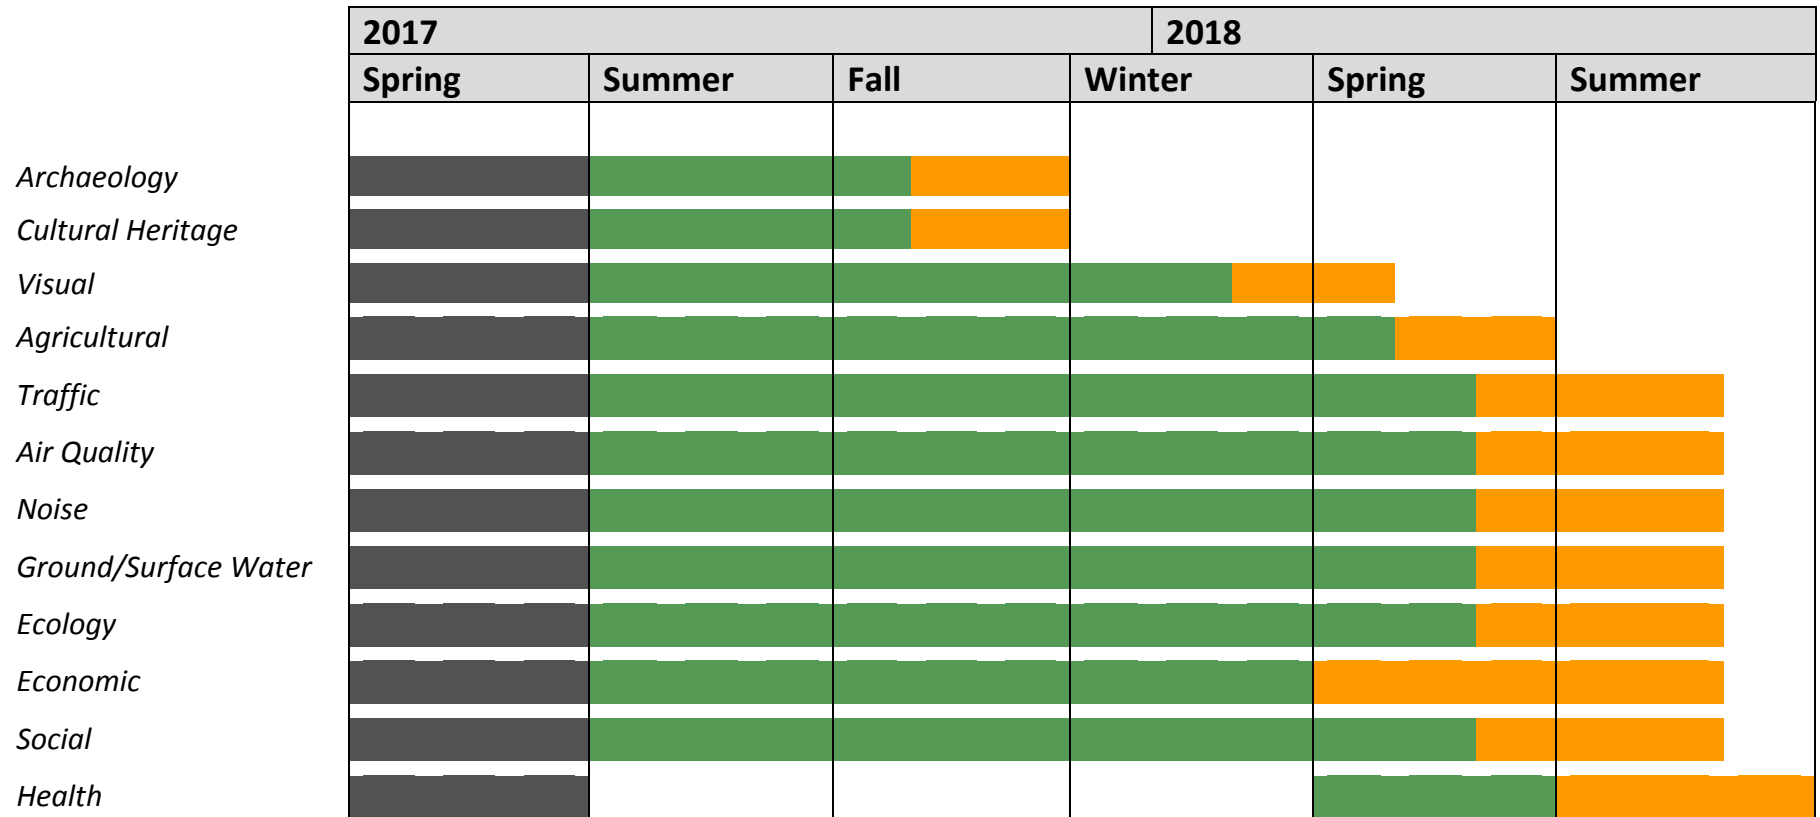 2017 2018
Spring Summer Fall Winter Spring Summer
Archaeology
Cultural Heritage
Visual
Agricultural
Traffic
Air Quality
Noise
Ground/Surface Water
Ecology
Economic
Social
Health